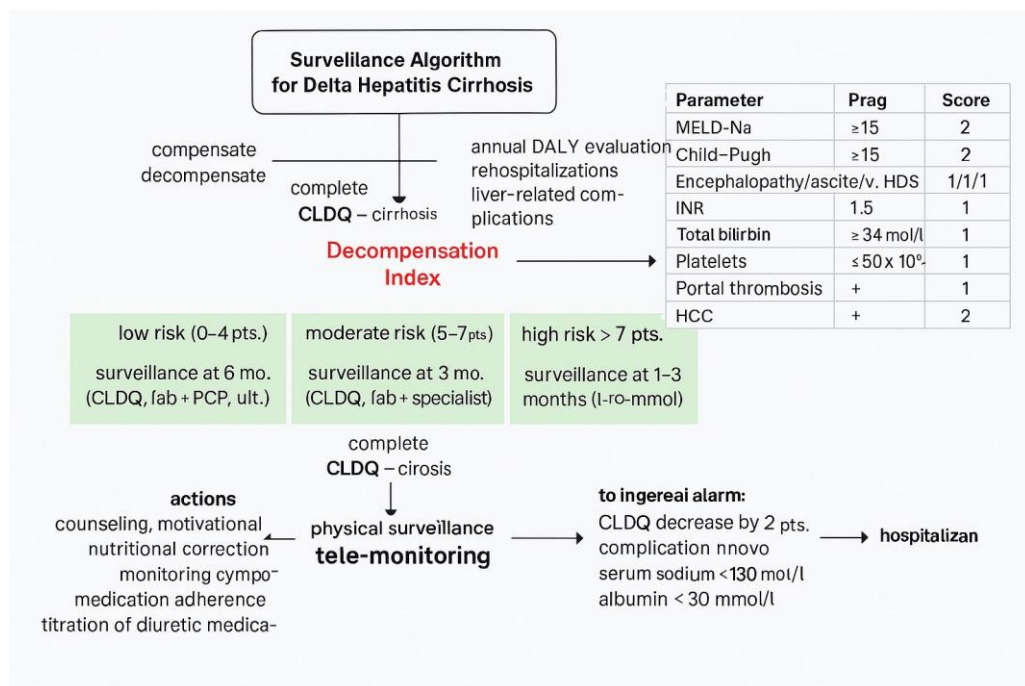 Surveilance Algorithm
for Delta Hepatitis Cirrhosis
compensate
decompensate
annual DALY evaluation
rehospitalizations
liver-related com-
plications
complete
CLDQ – cirrhosis
Decompensation
Index
Parameter Prag Score
MELD-Na ≥15 2
Child–Pugh ≥15 2
Encephalopathy/ascite/v. HDS 1/1/1
INR 1.5 1
Total bilirbin ≥ 34 mol/l 1
Platelets ≤ 50 x 10⁹- 1
Portal thrombosis + 1
HCC + 2
low risk (0–4 pts.)
surveillance at 6 mo.
(CLDQ, lab + PCP, ult.)
moderate risk (5–7 pts)
surveillance at 3 mo.
(CLDQ, lab + specialist)
high risk > 7 pts.
surveillance at 1–3
months (l-ro-mmol)
complete
CLDQ – cirosis
actions
counseling, motivational
nutritional correction
monitoring cympo-
medication adherence
titration of diuretic medica-
physical surveillance
tele-monitoring
to ingereai alarm:
CLDQ decrease by 2 pts.
complication nnovo
serum sodium <130 mol/l
albumin < 30 mmol/l
hospitalizan